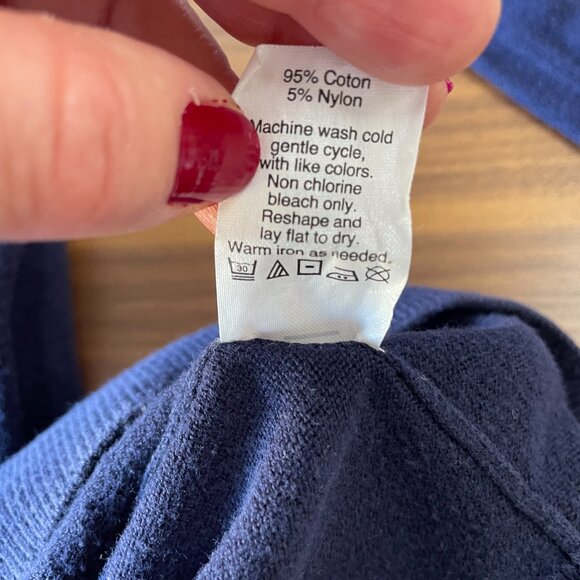 95% Coton
5% Nylon
Machine wash cold
gentle cycle,
with like colors.
Non chlorine
bleach only.
Reshape and
lay flat to dry.
Warm iron as needed.
30